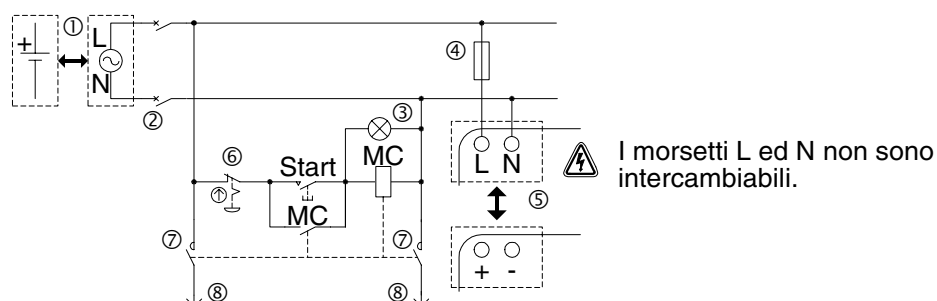 ①
L
+
N
②
④
③
⑥
Start
MC
MC
L N
I morsetti L ed N non sono
intercambiabili.
⑤
⑦
⑦
+ -
⑧
⑧